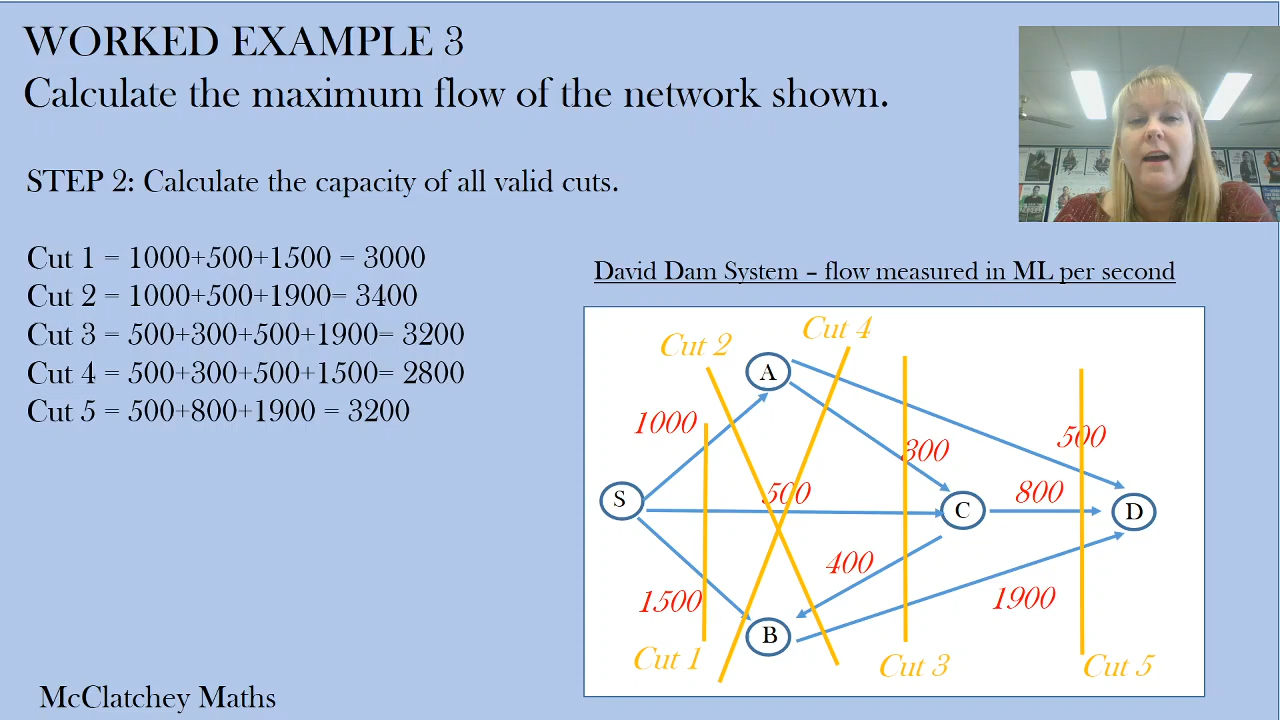 WORKED EXAMPLE 3
Calculate the maximum flow of the network shown.
STEP 2: Calculate the capacity of all valid cuts.
Cut 1 = 1000+500+1500 = 3000
Cut 2 = 1000+500+1900= 3400
Cut 3 = 500+300+500+1900= 3200
Cut 4 = 500+300+500+1500= 2800
Cut 5 = 500+800+1900 = 3200
David Dam System – flow measured in ML per second
Cut 4
Cut 2
A
1000
500
300
500
800
S
C
D
400
1500
1900
B
Cut 1
Cut 3
Cut 5
McClatchey Maths